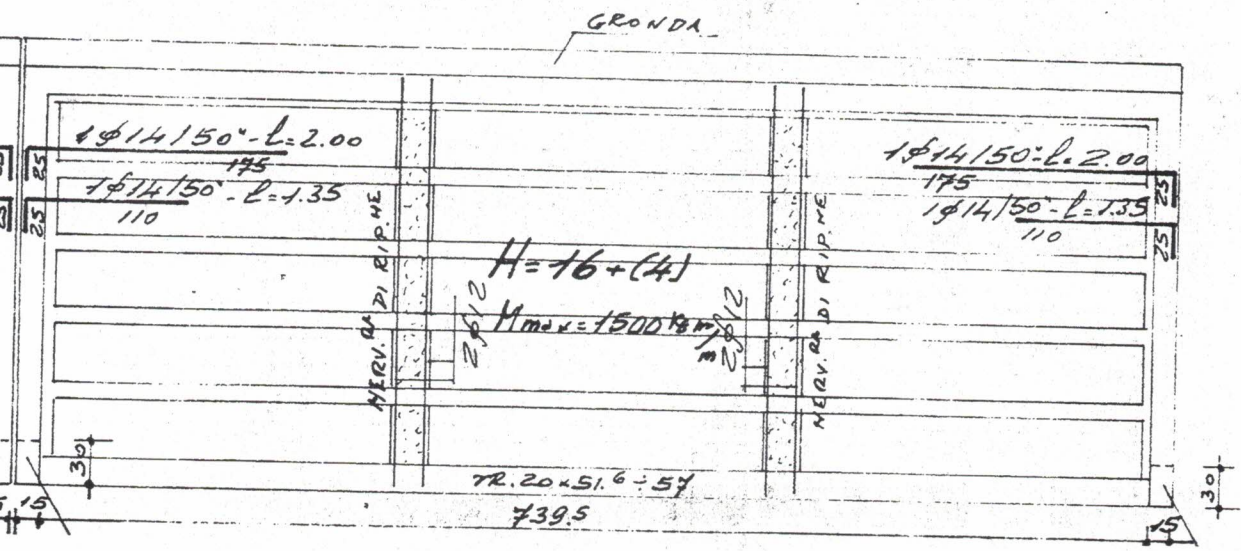 GRONDA
1ϕ14/50" - l=2.00
175
1ϕ14/50" - l=1.35
110
25
25
1ϕ14/50" - l=2.00
175
1ϕ14/50" - l=1.35
110
25
25
H=16+(4)
Mmax=1500 Kgm/m
NERV. RA DI RIP.NE
NERV. RA DI RIP.NE
2ϕ12
2ϕ12
30
30
TR.20x51.6÷57
739.5
15
15